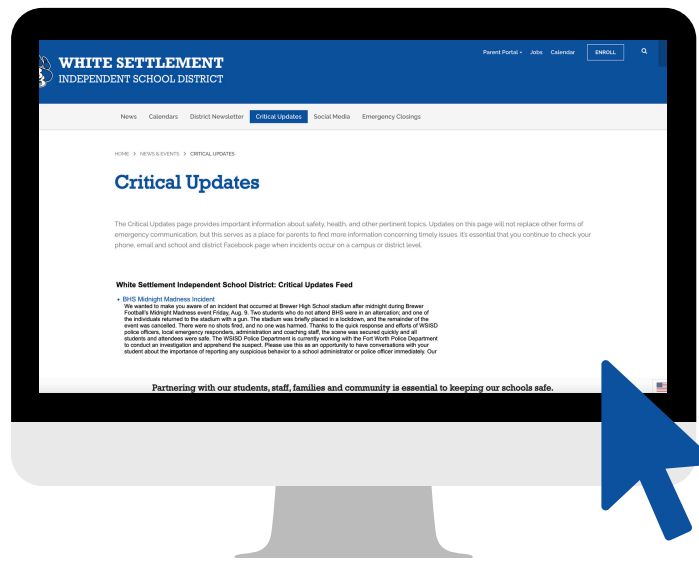 WHITE SETTLEMENT
INDEPENDENT SCHOOL DISTRICT
Parent Portal Jobs Calendar ENROLL
News Calendars District Newsletter Critical Updates Social Media Emergency Closings
HOME > NEWS & EVENTS > CRITICAL UPDATES
Critical Updates
The Critical Updates page provides important information about safety, health, and other pertinent topics. Updates on this page will not replace other forms of
emergency communication, but this serves as a place for parents to find more information concerning timely issues. It's essential that you continue to check your
phone, email and school and district Facebook page when incidents occur on a campus or district level.
White Settlement Independent School District: Critical Updates Feed
+ BHS Midnight Madness Incident
We wanted to make you aware of an incident that occurred at Brewer High School stadium after midnight during Brewer
Football's Midnight Madness event Friday, Aug. 9. Two students who do not attend BHS were in an altercation; and one of
the individuals returned to the stadium with a gun. The stadium was briefly placed in a lockdown, and the remainder of the
event was cancelled. There were no shots fired, and no one was harmed. Thanks to the quick response and efforts of WSISD
police officers, local emergency responders, administration and coaching staff, the scene was secured quickly and all
students and attendees were safe. The WSISD Police Department is currently working with the Fort Worth Police Department
to conduct an investigation and apprehend the suspect. Please use this as an opportunity to have conversations with your
student about the importance of reporting any suspicious behavior to a school administrator or police officer immediately. Our
Partnering with our students, staff, families and community is essential to keeping our schools safe.